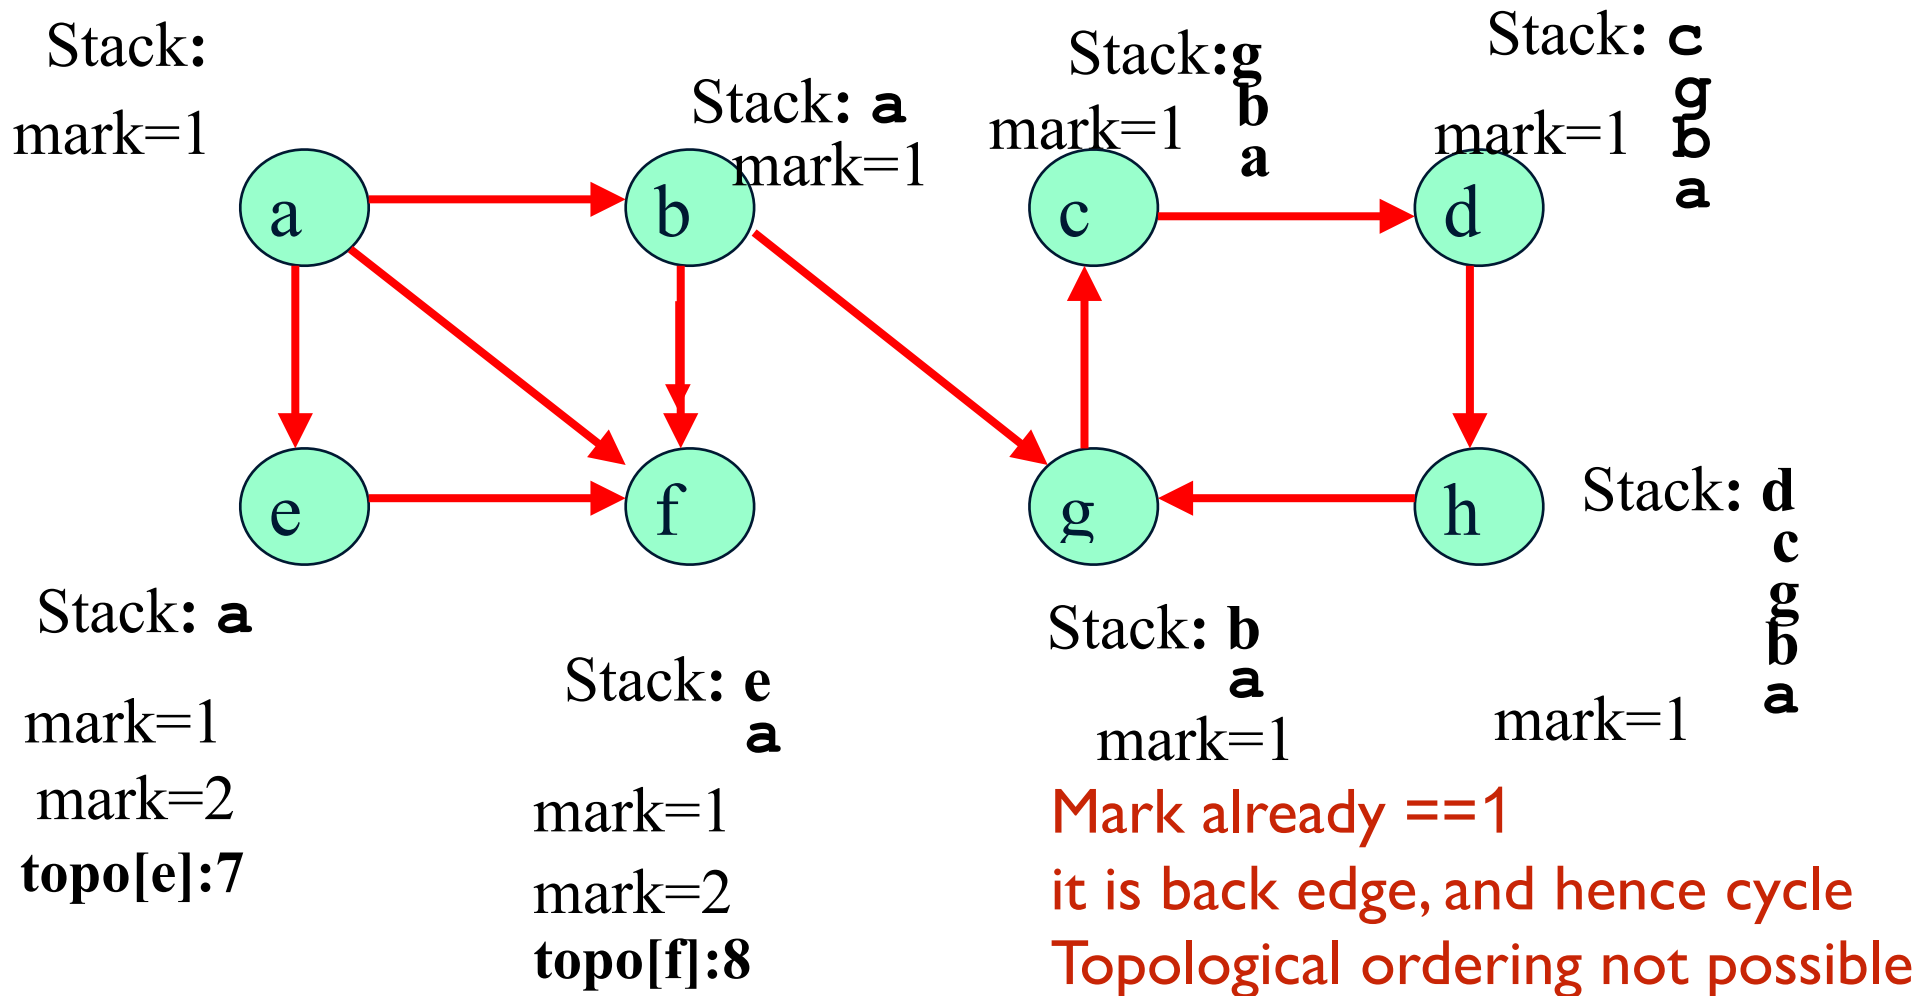 Stack:
mark=1
Stack: a
mark=1
Stack:g
b
a
mark=1
Stack: c
g
b
a
mark=1
a
b
c
d
e
f
g
h
Stack: a
mark=1
mark=2
topo[e]:7
Stack: e
a
mark=1
mark=2
topo[f]:8
Stack: b
a
mark=1
Stack: d
c
g
b
a
mark=1
Mark already ==1
it is back edge, and hence cycle
Topological ordering not possible